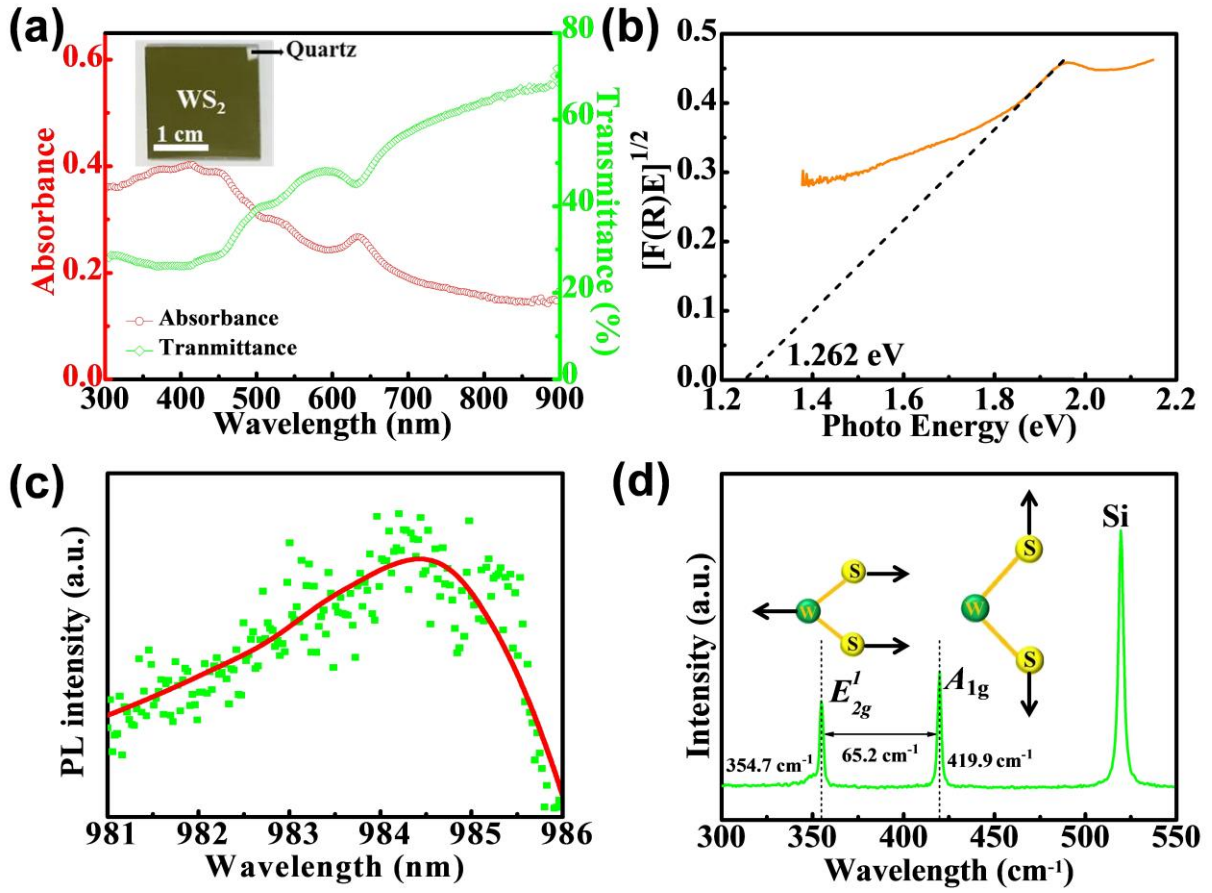 (a)
0.6
0.4
0.2
0.0
Absorbance
80
60
40
20
0
Transmittance (%)
Quartz
WS₂
1 cm
Absorbance
Tranmittance
300 400 500 600 700 800 900
Wavelength (nm)
(b)
0.5
0.4
0.3
0.2
0.1
0.0
[F(R)E]^1/2
1.262 eV
1.2 1.4 1.6 1.8 2.0 2.2
Photo Energy (eV)
(c)
PL intensity (a.u.)
981 982 983 984 985 986
Wavelength (nm)
(d)
Intensity (a.u.)
Si
S
S
W
S
W
S
E¹2g
A1g
354.7 cm⁻¹
65.2 cm⁻¹
419.9 cm⁻¹
300 350 400 450 500 550
Wavelength (cm⁻¹)